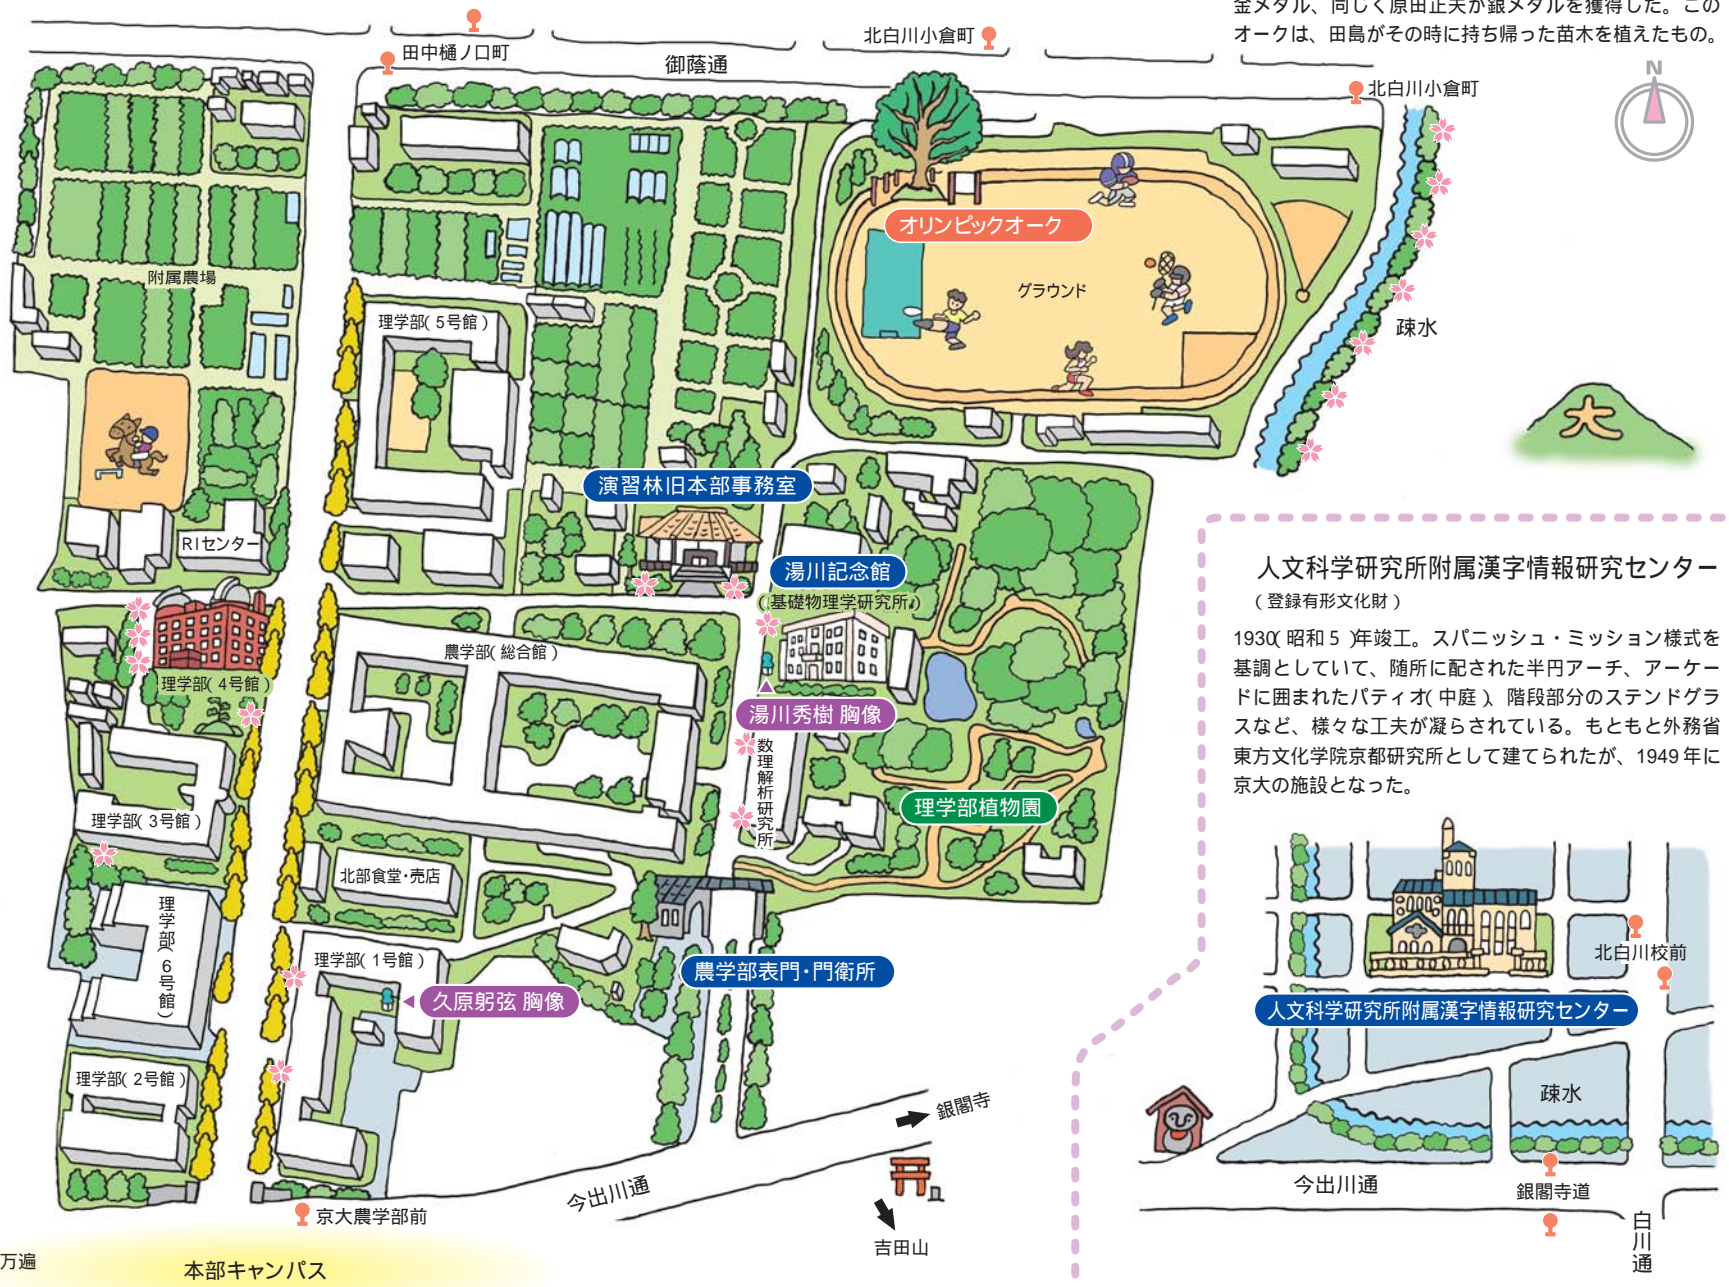 金メダル、同じく原田正夫が銀メダルを獲得した。この
オークは、田島がその時に持ち帰った苗木を植えたもの。
N
田中樋ノ口町
御蔭通
北白川小倉町
北白川小倉町
疎水
大
附属農場
理学部(5号館)
オリンピックオーク
グラウンド
RIセンター
演習林旧本部事務室
湯川記念館
(基礎物理学研究所)
湯川秀樹 胸像
数理解析研究所
理学部(4号館)
農学部(総合館)
理学部植物園
理学部(3号館)
北部食堂・売店
理学部(6号館)
理学部(1号館)
久原躬弦 胸像
農学部表門・門衛所
理学部(2号館)
銀閣寺
今出川通
吉田山
京大農学部前
万遍
本部キャンパス
人文科学研究所附属漢字情報研究センター
(登録有形文化財)
1930(昭和5)年竣工。スパニッシュ・ミッション様式を
基調としていて、随所に配された半円アーチ、アーケー
ドに囲まれたパティオ(中庭)、階段部分のステンドグラ
スなど、様々な工夫が凝らされている。もともと外務省
東方文化学院京都研究所として建てられたが、1949年に
京大の施設となった。
北白川校前
人文科学研究所附属漢字情報研究センター
疎水
今出川通
銀閣寺道
白川通